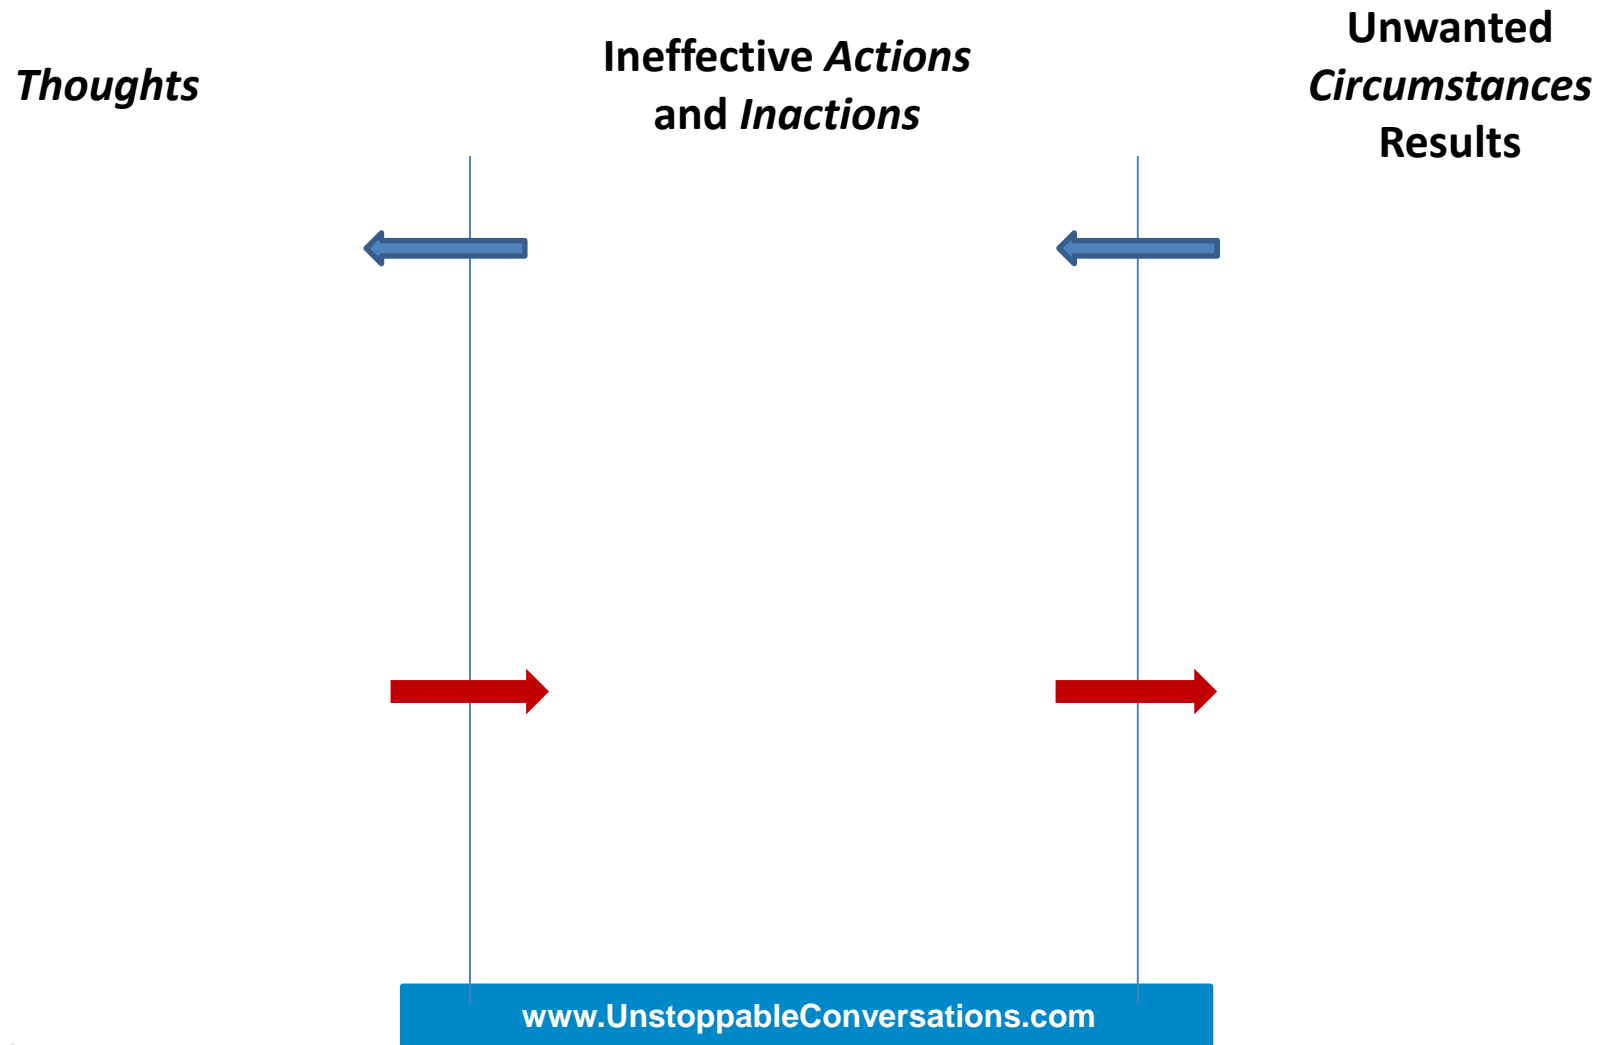 Thoughts
Ineffective Actions
and Inactions
Unwanted
Circumstances
Results
www.UnstoppableConversations.com